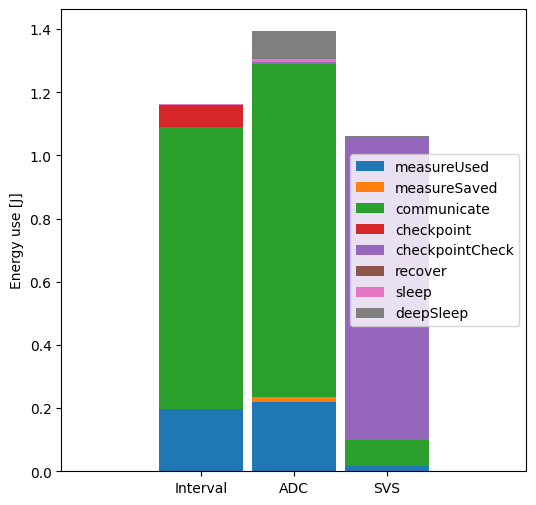 Energy use [J]
1.4
1.2
1.0
0.8
0.6
0.4
0.2
0.0
measureUsed
measureSaved
communicate
checkpoint
checkpointCheck
recover
sleep
deepSleep
Interval ADC SVS